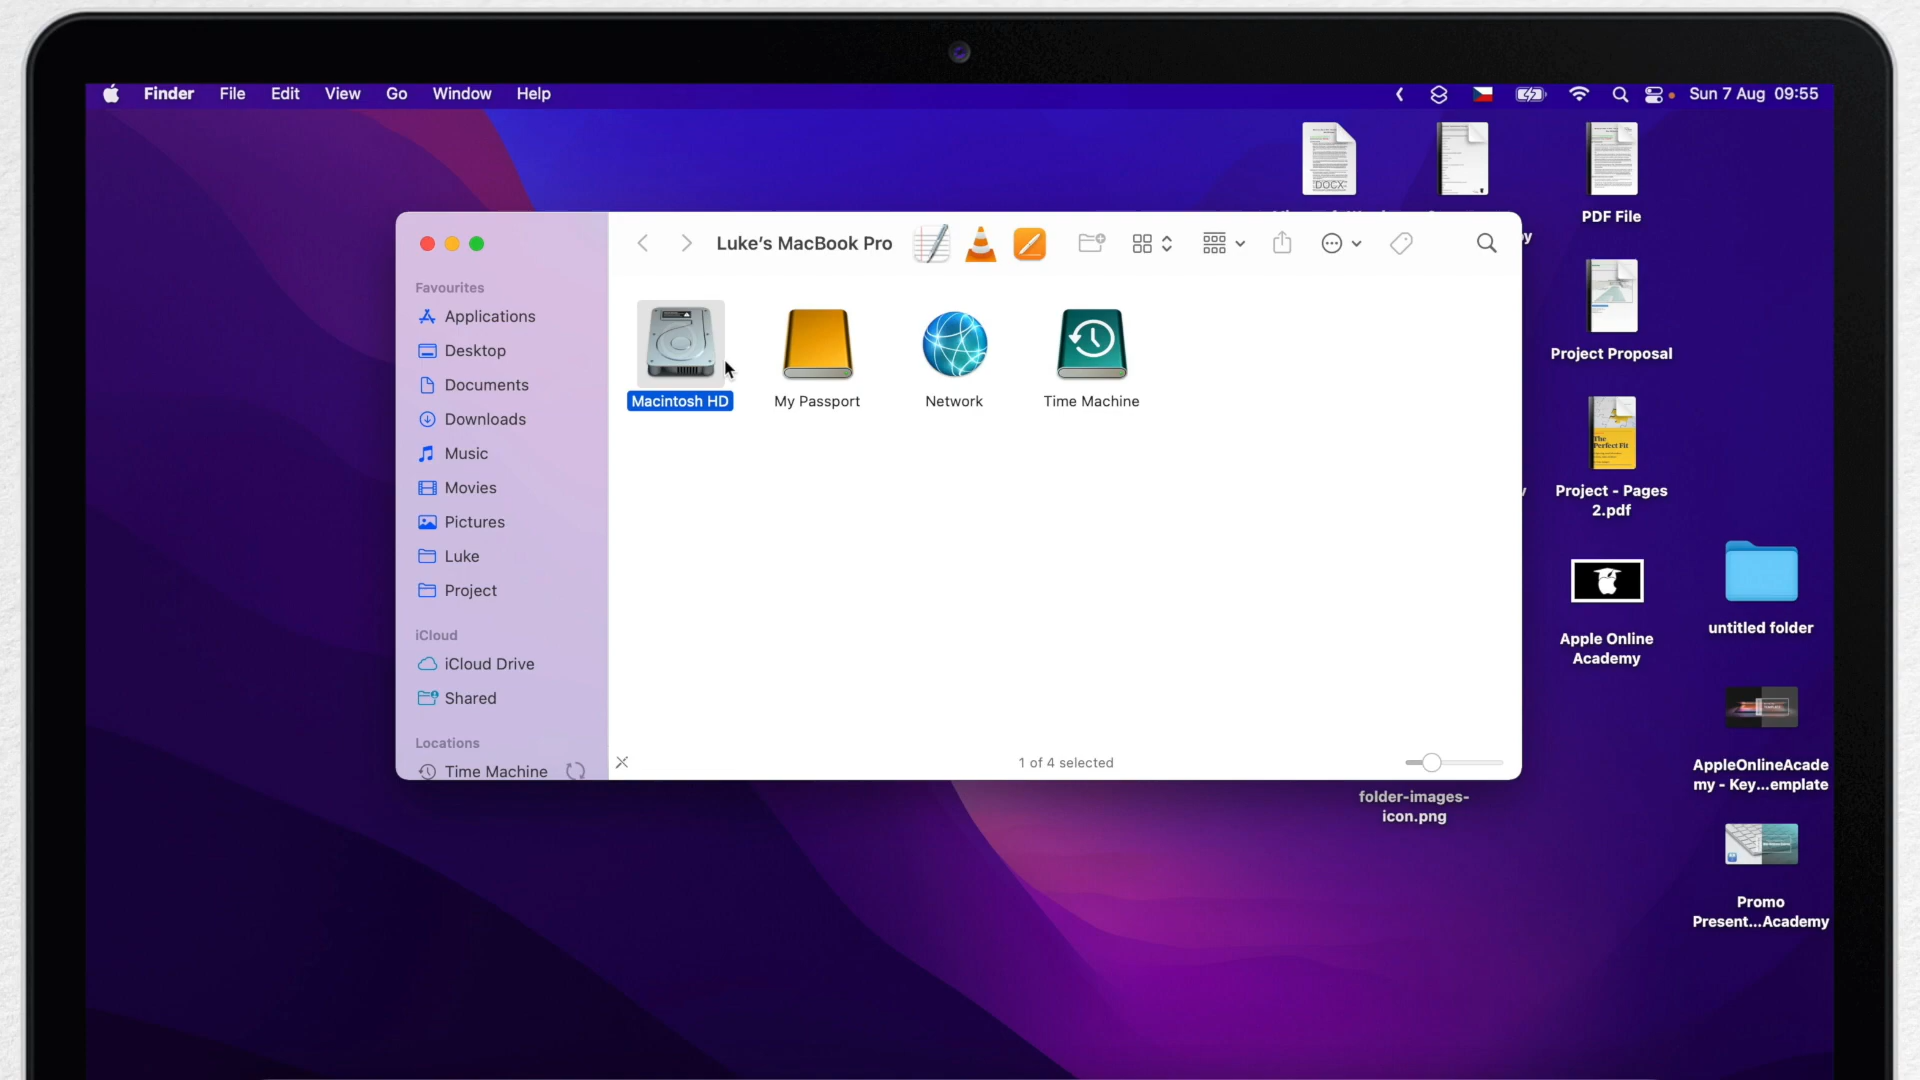 Finder File Edit View Go Window Help
Sun 7 Aug 09:55
DOCX
PDF File
Luke's MacBook Pro
Favourites
Applications
Desktop
Documents
Downloads
Music
Movies
Pictures
Luke
Project
iCloud
iCloud Drive
Shared
Locations
Time Machine
Macintosh HD
My Passport
Network
Time Machine
1 of 4 selected
Project Proposal
The
Perfect Fit
Project - Pages
2.pdf
Apple Online
Academy
untitled folder
AppleOnlineAcade
my - Key...emplate
folder-images-
icon.png
Promo
Present...Academy